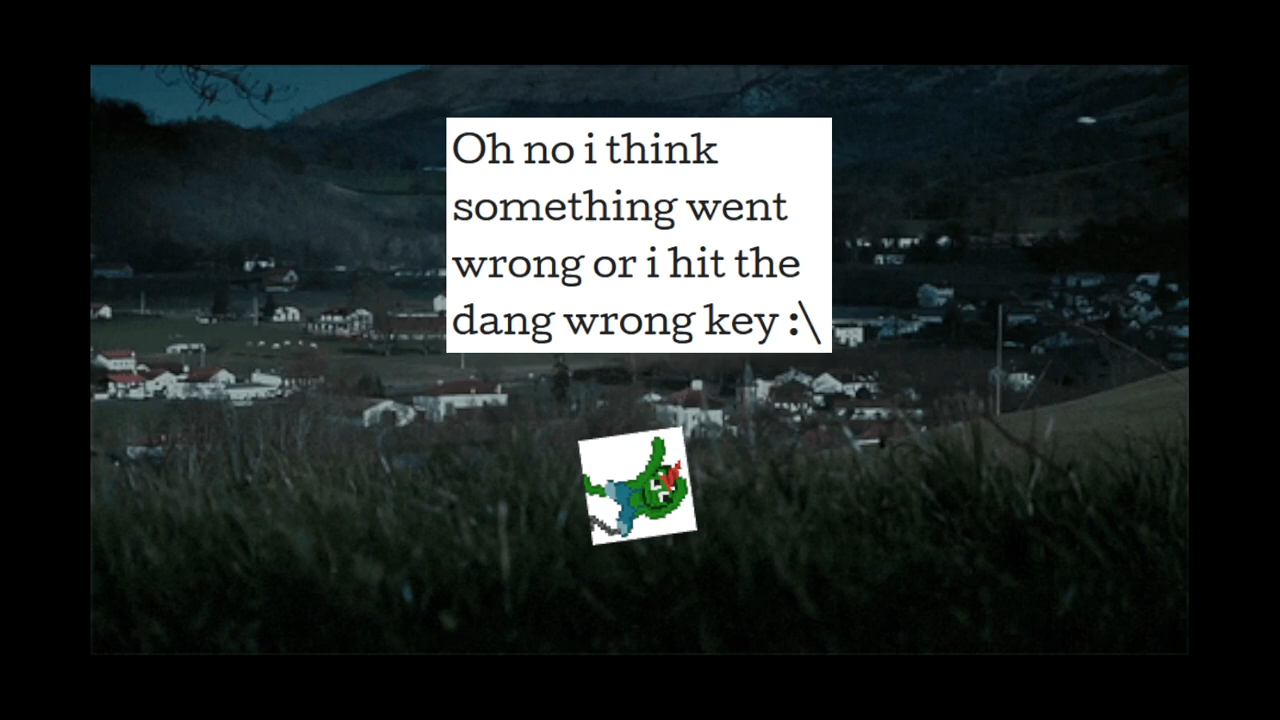 Oh no i think
something went
wrong or i hit the
dang wrong key :\